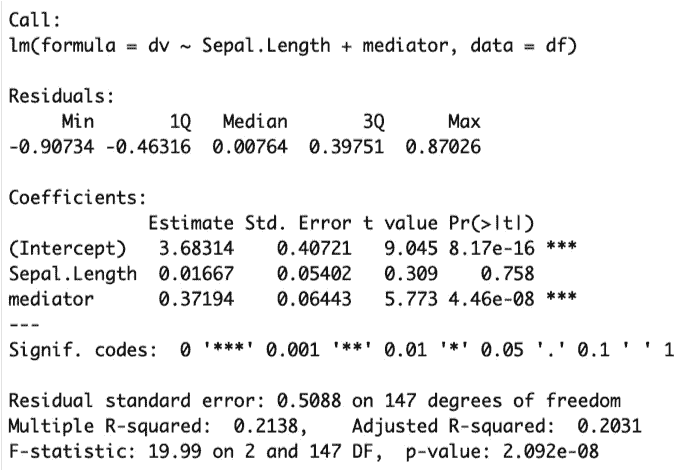 Call:
lm(formula = dv ~ Sepal.Length + mediator, data = df)
Residuals:
Min 1Q Median 3Q Max
-0.90734 -0.46316 0.00764 0.39751 0.87026
Coefficients:
Estimate Std. Error t value Pr(>|t|)
(Intercept) 3.68314 0.40721 9.045 8.17e-16 ***
Sepal.Length 0.01667 0.05402 0.309 0.758
mediator 0.37194 0.06443 5.773 4.46e-08 ***
---
Signif. codes: 0 '***' 0.001 '**' 0.01 '*' 0.05 '.' 0.1 ' ' 1
Residual standard error: 0.5088 on 147 degrees of freedom
Multiple R-squared: 0.2138, Adjusted R-squared: 0.2031
F-statistic: 19.99 on 2 and 147 DF, p-value: 2.092e-08